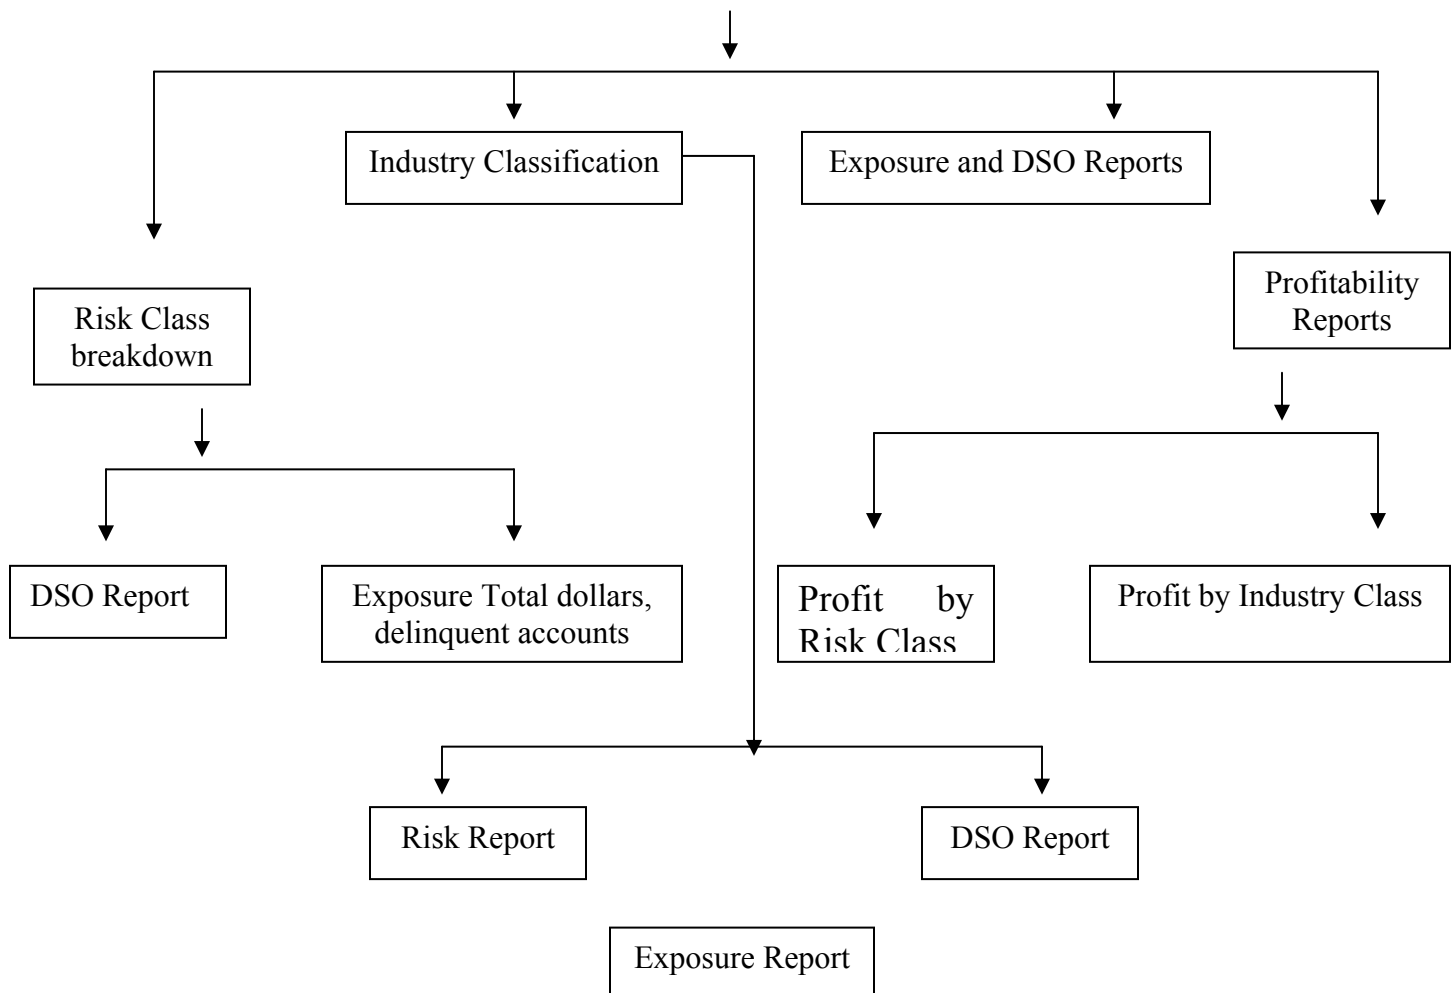 Industry Classification
Exposure and DSO Reports
Profitability
Reports
Risk Class
breakdown
DSO Report
Exposure Total dollars,
delinquent accounts
Profit by
Risk Class
Profit by Industry Class
Risk Report
DSO Report
Exposure Report